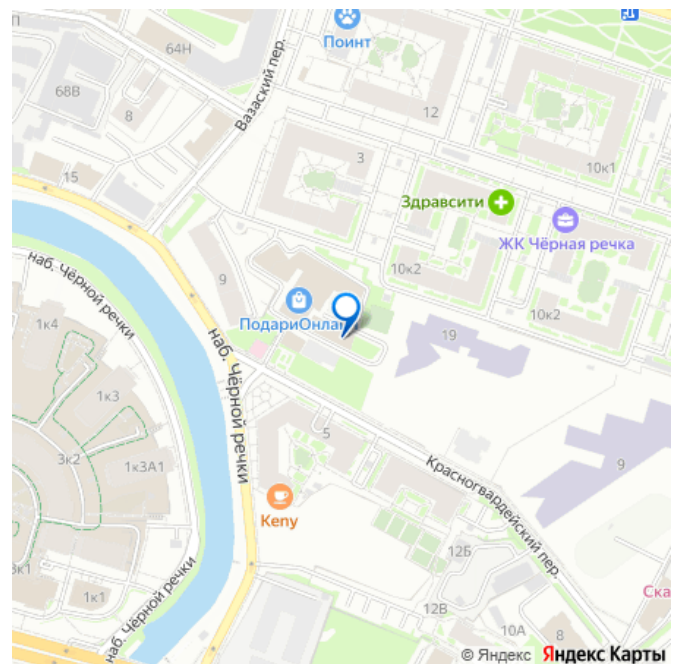 П
64Н
Поинт
Вазаский пер.
68В
8
12
3
10к1
15
Здравсити
ЖК Чёрная речка
наб. Чёрной речки
9
10к2
1к4
ПодариОнлай
19
10к2
наб. Чёрной речки
1к3
5
Красногвардейский пер.
3к2
1к3А1
9
Кепу
12Б
3к1
1к1
наб. Чёрной речки
12В
10А
8
Ска
© Яндекс Яндекс Карты